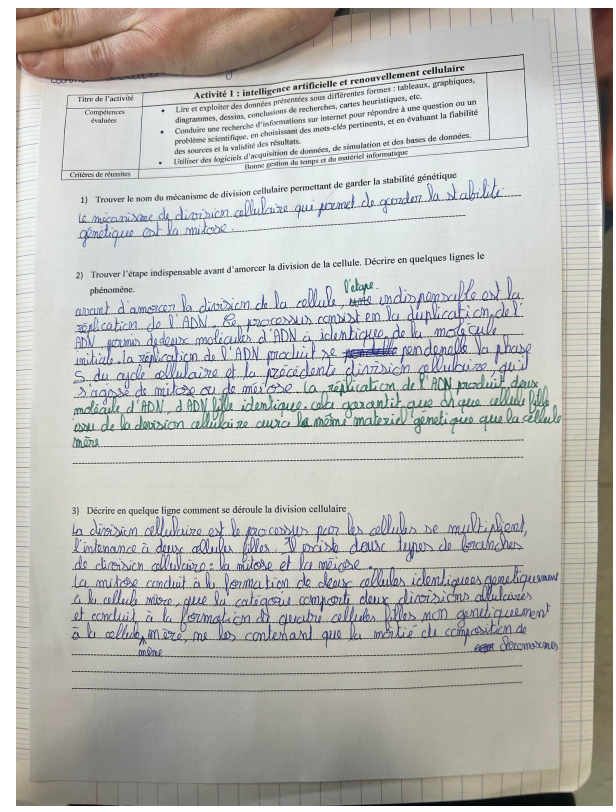 Titre de l'activité
Activité 1 : intelligence artificielle et renouvellement cellulaire
Compétences évaluées
• Lire et exploiter des données présentées sous différentes formes : tableaux, graphiques,
diagrammes, dessins, conclusions de recherches, cartes heuristiques, etc.
• Conduire une recherche d'informations sur internet pour répondre à une question ou un
problème scientifique, en choisissant des mots-clés pertinents, et en évaluant la fiabilité
des sources et la validité des résultats.
• Utiliser des logiciels d'acquisition de données, de simulation et des bases de données.
Critères de réussites
Bonne gestion du temps et du matériel informatique
1) Trouver le nom du mécanisme de division cellulaire permettant de garder la stabilité génétique
le mécanisme de division cellulaire qui permet de garder la stabilité
génétique est la mitose.
2) Trouver l'étape indispensable avant d'amorcer la division de la cellule. Décrire en quelques lignes le
phénomène.
avant d'amorcer la division de la cellule, l'étape indispensable est la
réplication de l'ADN. Ce processus consist en la duplication de l'
ADN permis de deux molécules d'ADN à identique de la molécule
initiale. la réplication de l'ADN produit se pendenelle la phase
S du cycle cellulaire et la précédente division cellulaire, qu'il
s'agisse de mitose ou de méiose. la réplication de l'ADN produit deux
molécule d'ADN, d'ADN fille identique. cela garantit que chaque cellule fille
issu de la devision cellulaire aura la même materiel génetique que la cellule
mère
3) Décrire en quelque ligne comment se déroule la division cellulaire
la division cellulaire est le processus par les cellules se multiplient,
l'intenance à deux cellules filles. Il existe deux types de branches
de division cellulaire: la mitose et la méiose.
la mitose conduit à la formation de deux cellules identiquees genetiquement
à la cellule mère, que la catégorie comporte deux divisions cellulaires
et conduit à la formation de quatre cellules filles non genetiquement
à la cellule même mère, ne les contenant que la moitié du composition de
chromosomes